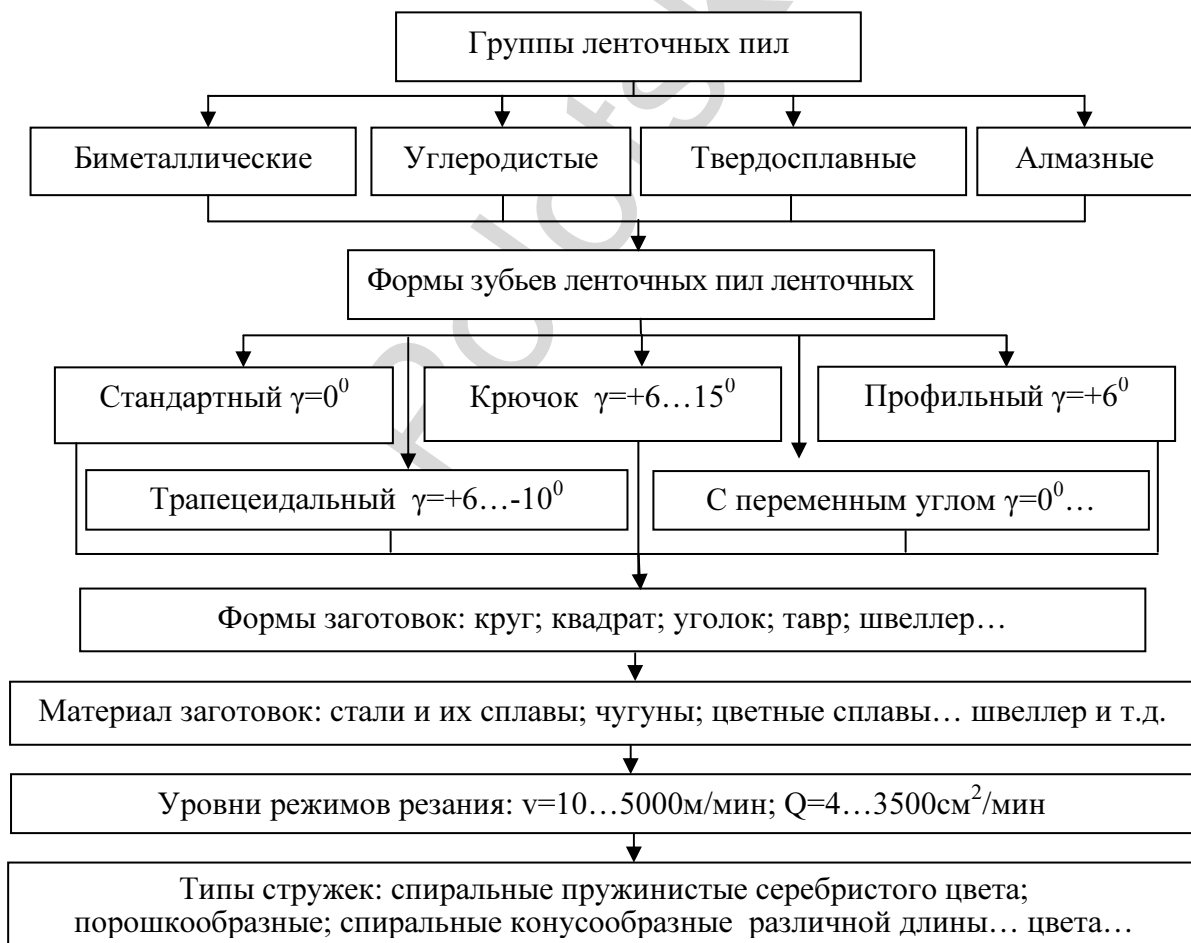 Группы ленточных пил
Биметаллические
Углеродистые
Твердосплавные
Алмазные
Формы зубьев ленточных пил ленточных
Стандартный γ=0⁰
Крючок γ=+6…15⁰
Профильный γ=+6⁰
Трапецеидальный γ=+6…-10⁰
С переменным углом γ=0⁰…
Формы заготовок: круг; квадрат; уголок; тавр; швеллер…
Материал заготовок: стали и их сплавы; чугуны; цветные сплавы… швеллер и т.д.
Уровни режимов резания: v=10…5000м/мин; Q=4…3500см²/мин
Типы стружек: спиральные пружинистые серебристого цвета;
порошкообразные; спиральные конусообразные различной длины… цвета…